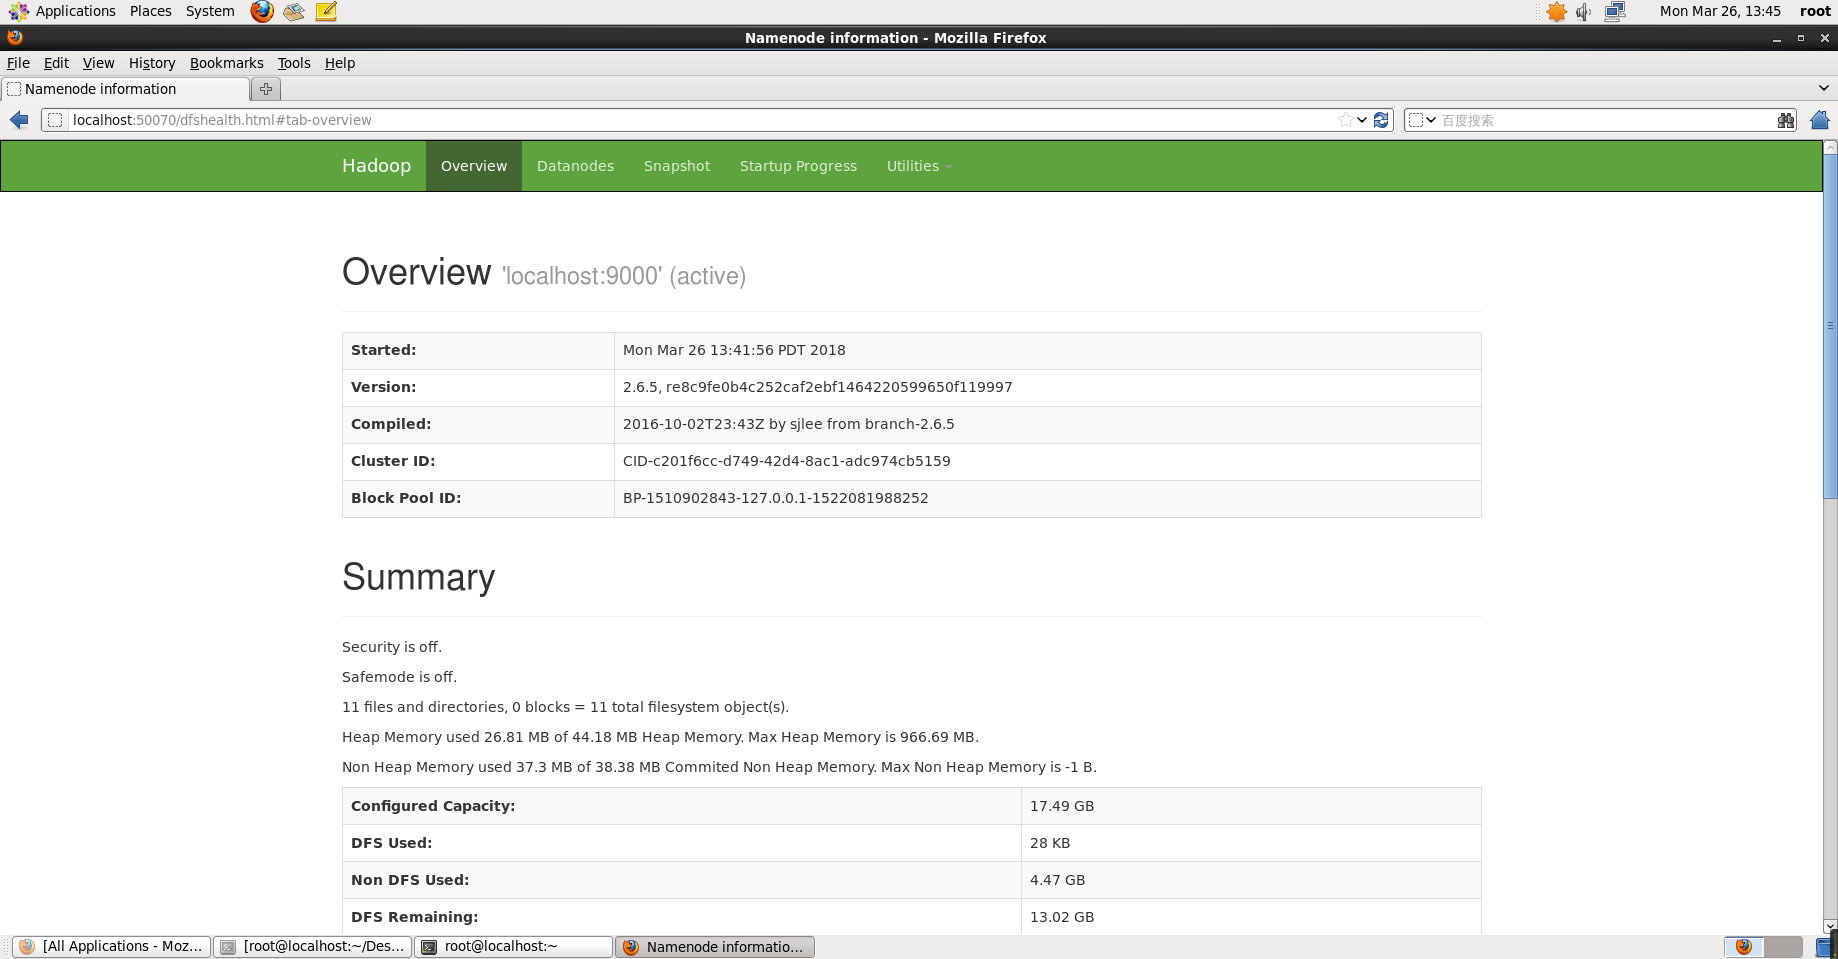 Applications Places System Mon Mar 26, 13:45 root
Namenode information - Mozilla Firefox
File Edit View History Bookmarks Tools Help
Namenode information
localhost:50070/dfshealth.html#tab-overview 百度搜索
Hadoop Overview Datanodes Snapshot Startup Progress Utilities
Overview 'localhost:9000' (active)
Started: Mon Mar 26 13:41:56 PDT 2018
Version: 2.6.5, re8c9fe0b4c252caf2ebf1464220599650f119997
Compiled: 2016-10-02T23:43Z by sjlee from branch-2.6.5
Cluster ID: CID-c201f6cc-d749-42d4-8ac1-adc974cb5159
Block Pool ID: BP-1510902843-127.0.0.1-1522081988252
Summary
Security is off.
Safemode is off.
11 files and directories, 0 blocks = 11 total filesystem object(s).
Heap Memory used 26.81 MB of 44.18 MB Heap Memory. Max Heap Memory is 966.69 MB.
Non Heap Memory used 37.3 MB of 38.38 MB Commited Non Heap Memory. Max Non Heap Memory is -1 B.
Configured Capacity: 17.49 GB
DFS Used: 28 KB
Non DFS Used: 4.47 GB
DFS Remaining: 13.02 GB
[All Applications - Moz... [root@localhost:~/Des... root@localhost:~ Namenode informatio...